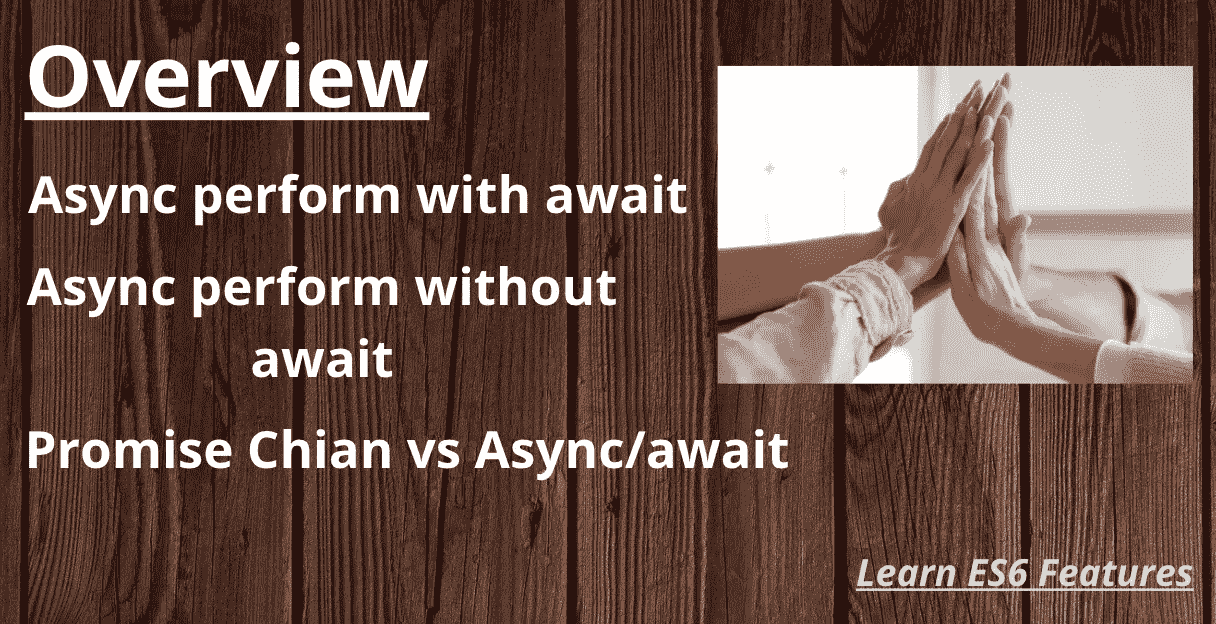 Overview
Async perform with await
Async perform without
await
Promise Chian vs Async/await
Learn ES6 Features